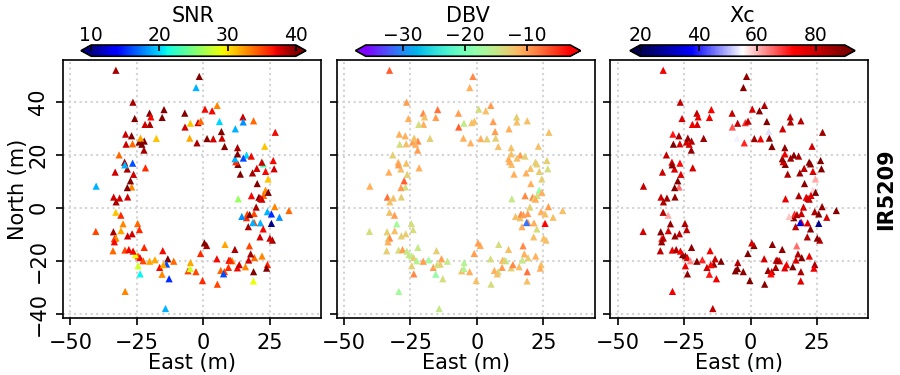 SNR DBV Xc
10 20 30 40 −30 −20 −10 20 40 60 80
North (m)
40
20
0
−20
−40
−50 −25 0 25 −50 −25 0 25 −50 −25 0 25
East (m) East (m) East (m)
IR5209